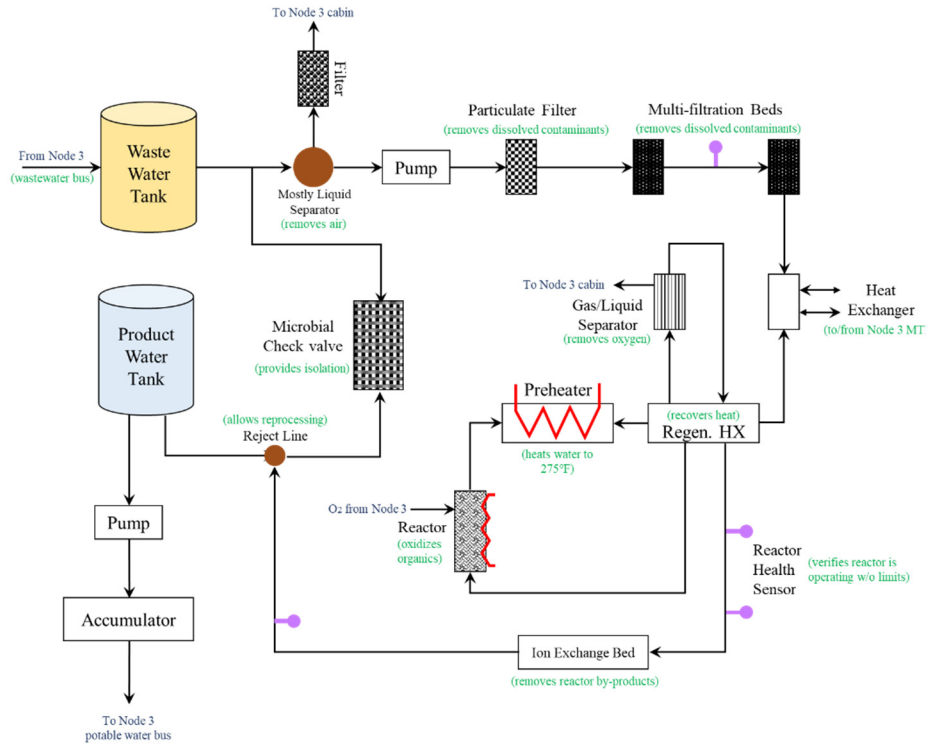 To Node 3 cabin
Filter
Particulate Filter
(removes dissolved contaminants)
Multi-filtration Beds
(removes dissolved contaminants)
From Node 3
(wastewater bus)
Waste
Water
Tank
Mostly Liquid
Separator
(removes air)
Pump
Product
Water
Tank
Microbial
Check valve
(provides isolation)
To Node 3 cabin
Gas/Liquid
Separator
(removes oxygen)
Heat
Exchanger
(to/from Node 3 MT
Preheater
(heats water to
275°F)
(recovers heat)
Regen. HX
(allows reprocessing)
Reject Line
O₂ from Node 3
Reactor
(oxidizes
organics)
Pump
Accumulator
To Node 3
potable water bus
Reactor
Health
Sensor
(verifies reactor is
operating w/o limits)
Ion Exchange Bed
(removes reactor by-products)